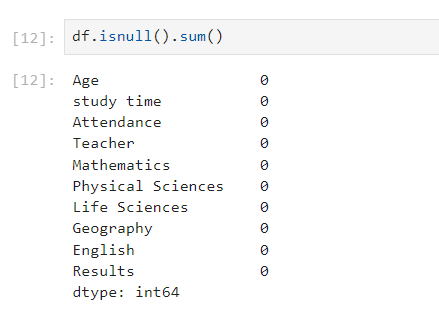 [12]: df.isnull().sum()
[12]: Age 0
study time 0
Attendance 0
Teacher 0
Mathematics 0
Physical Sciences 0
Life Sciences 0
Geography 0
English 0
Results 0
dtype: int64